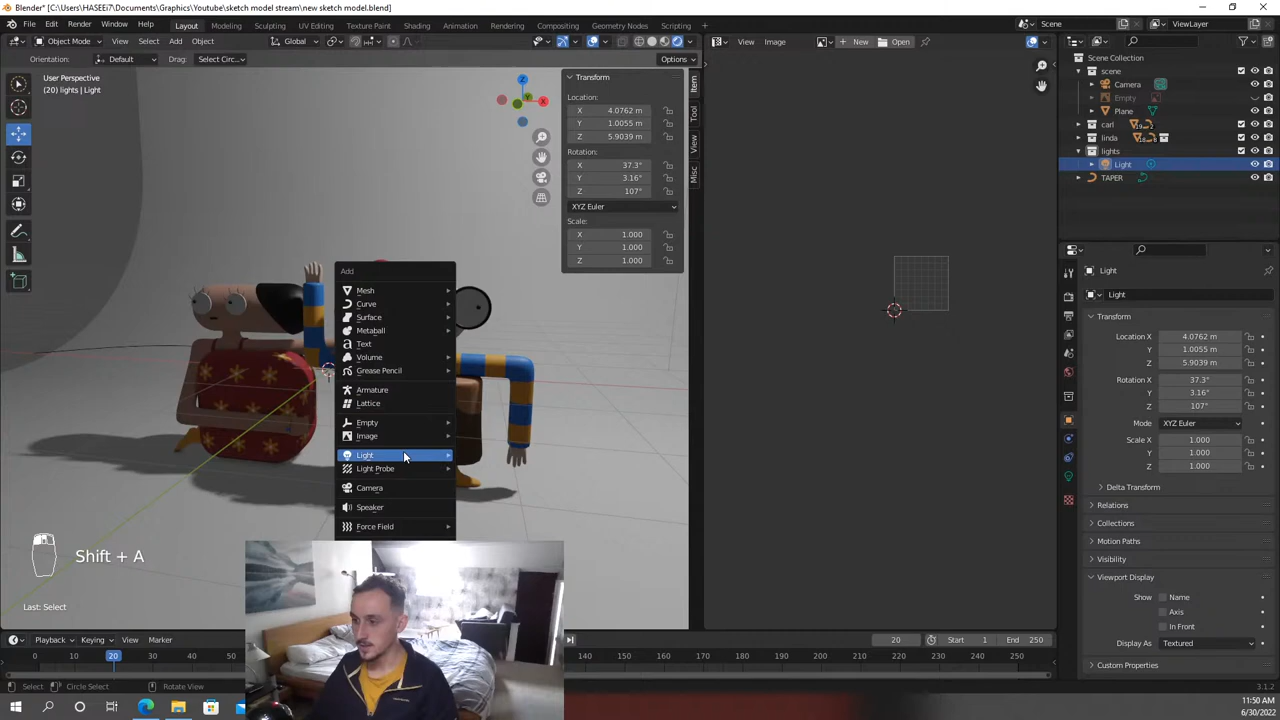 Blender* [C:\Users\HASEEi7\Documents\Graphics\Youtube\sketch model stream\new sketch model.blend]
File Edit Render Window Help Layout Modeling Sculpting UV Editing Texture Paint Shading Animation Rendering Compositing Geometry Nodes Scripting Scene ViewLayer
Object Mode View Select Add Object Global View Image New Open
Orientation: Default Drag: Select Circ... Options
User Perspective
(20) lights | Light
Transform
Location:
X 4.0762 m
Y 1.0055 m
Z 5.9039 m
Rotation:
X 37.3°
Y 3.16°
Z 107°
XYZ Euler
Scale:
X 1.000
Y 1.000
Z 1.000
Item
Tool
View
Misc
Add
Mesh
Curve
Surface
Metaball
Text
Volume
Grease Pencil
Armature
Lattice
Empty
Image
Light
Light Probe
Camera
Speaker
Force Field
Shift + A
Last: Select
Scene Collection
scene
Camera
Empty
Plane
carl
linda
lights
Light
TAPER
Light
Light
Transform
Location X 4.0762 m
Y 1.0055 m
Z 5.9039 m
Rotation X 37.3°
Y 3.16°
Z 107°
Mode XYZ Euler
Scale X 1.000
Y 1.000
Z 1.000
Delta Transform
Relations
Collections
Motion Paths
Visibility
Viewport Display
Show Name
Axis
In Front
Display As Textured
Custom Properties
Playback Keying View Marker 20 Start 1 End 250
0 10 20 30 40 50 140 150 160 170 180 190 200 210 220 230 240 250
Select Circle Select Rotate View 3.1.2
11:50 AM
6/30/2022